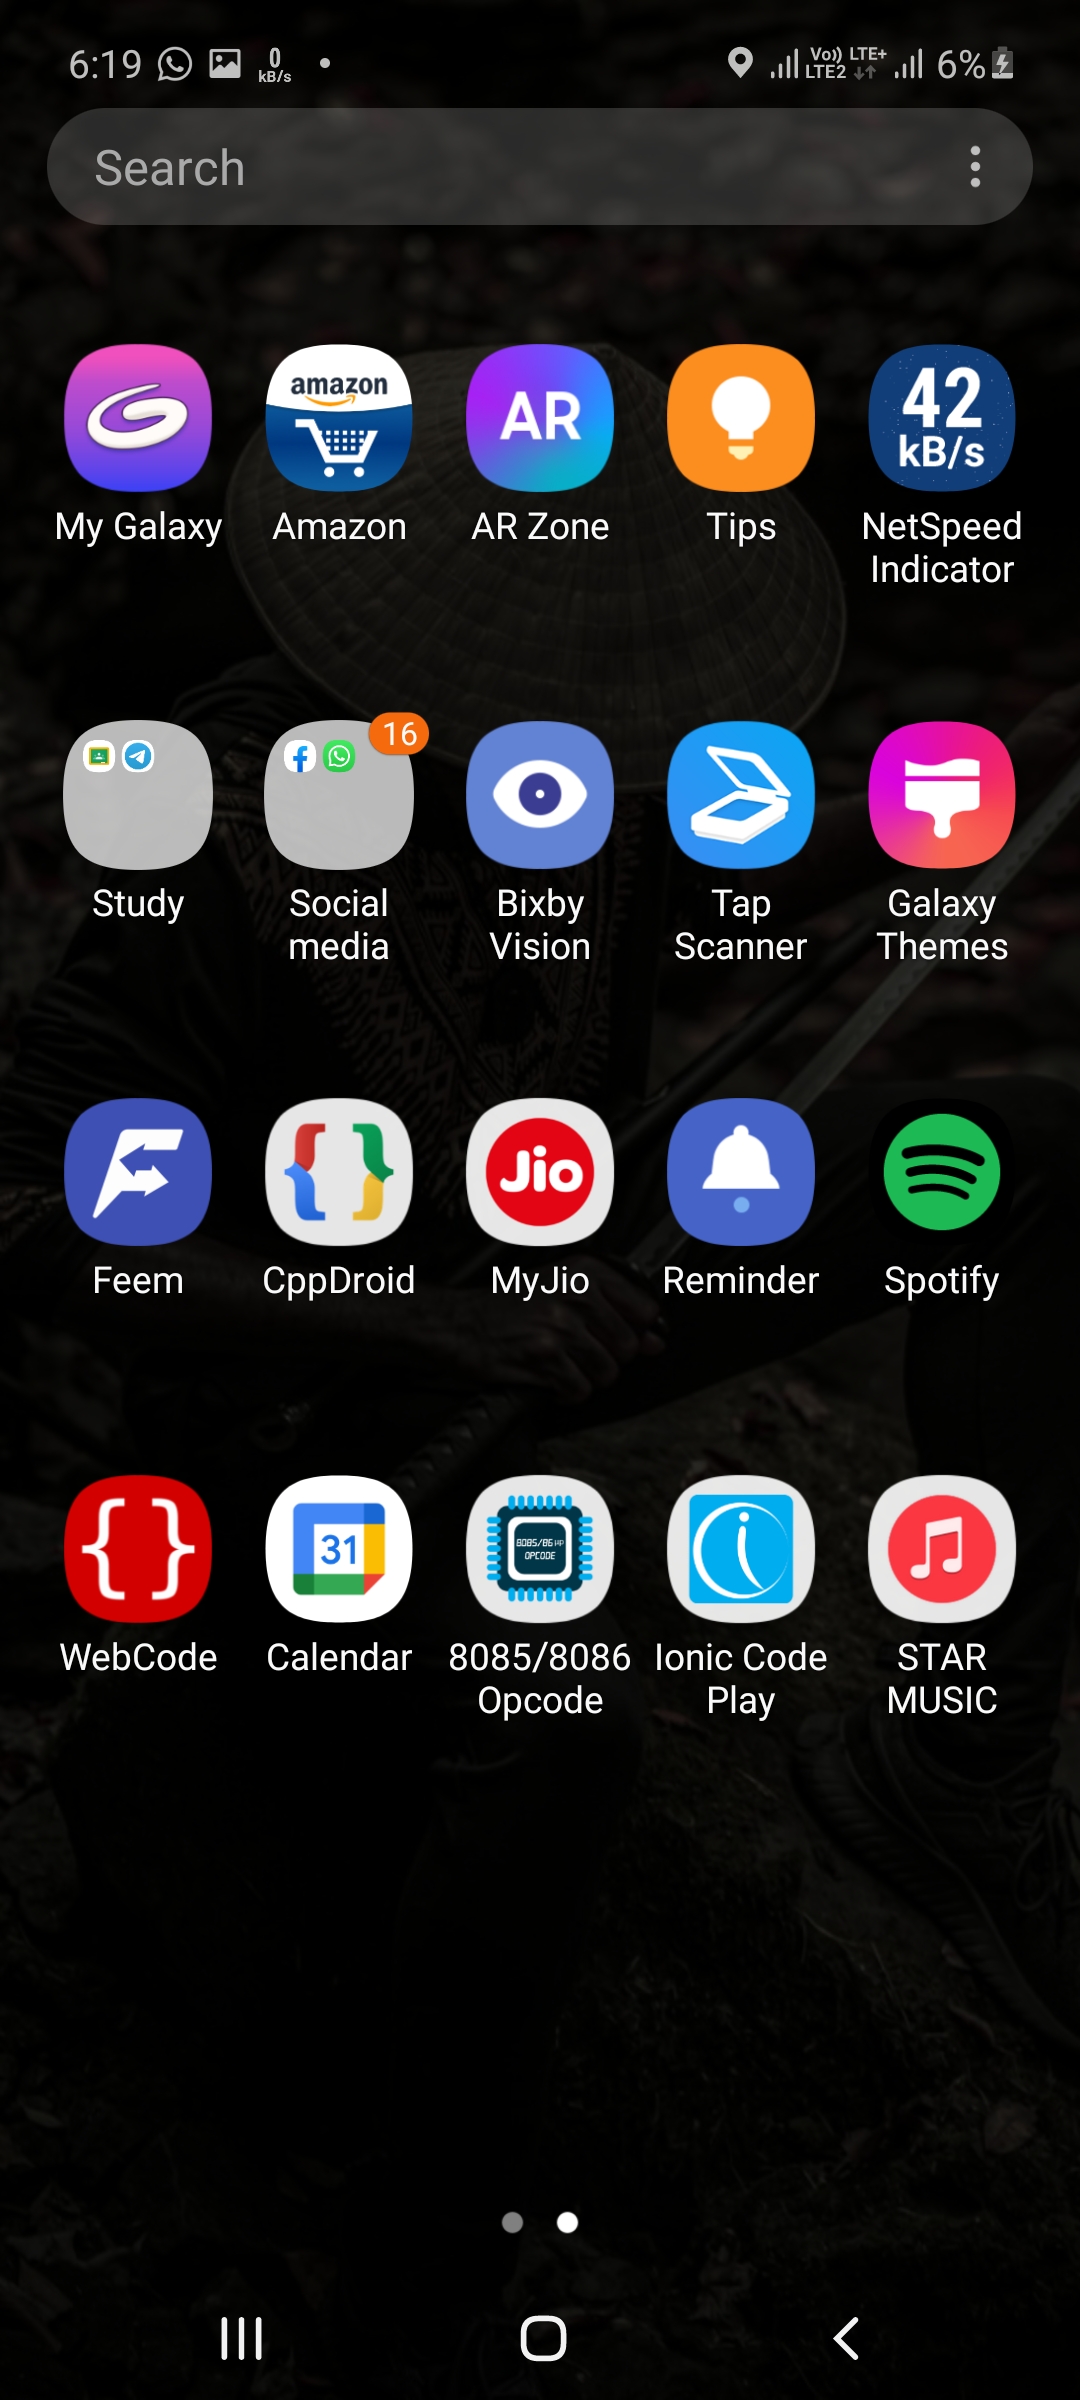 6:19 0 kB/s Vo)) LTE2 LTE+ 6%
Search
amazon AR 42 kB/s
My Galaxy Amazon AR Zone Tips NetSpeed Indicator
16
Study Social media Bixby Vision Tap Scanner Galaxy Themes
Jio
Feem CppDroid MyJio Reminder Spotify
{ } 31 8085/86 μP OPCODE i
WebCode Calendar 8085/8086 Opcode Ionic Code Play STAR MUSIC